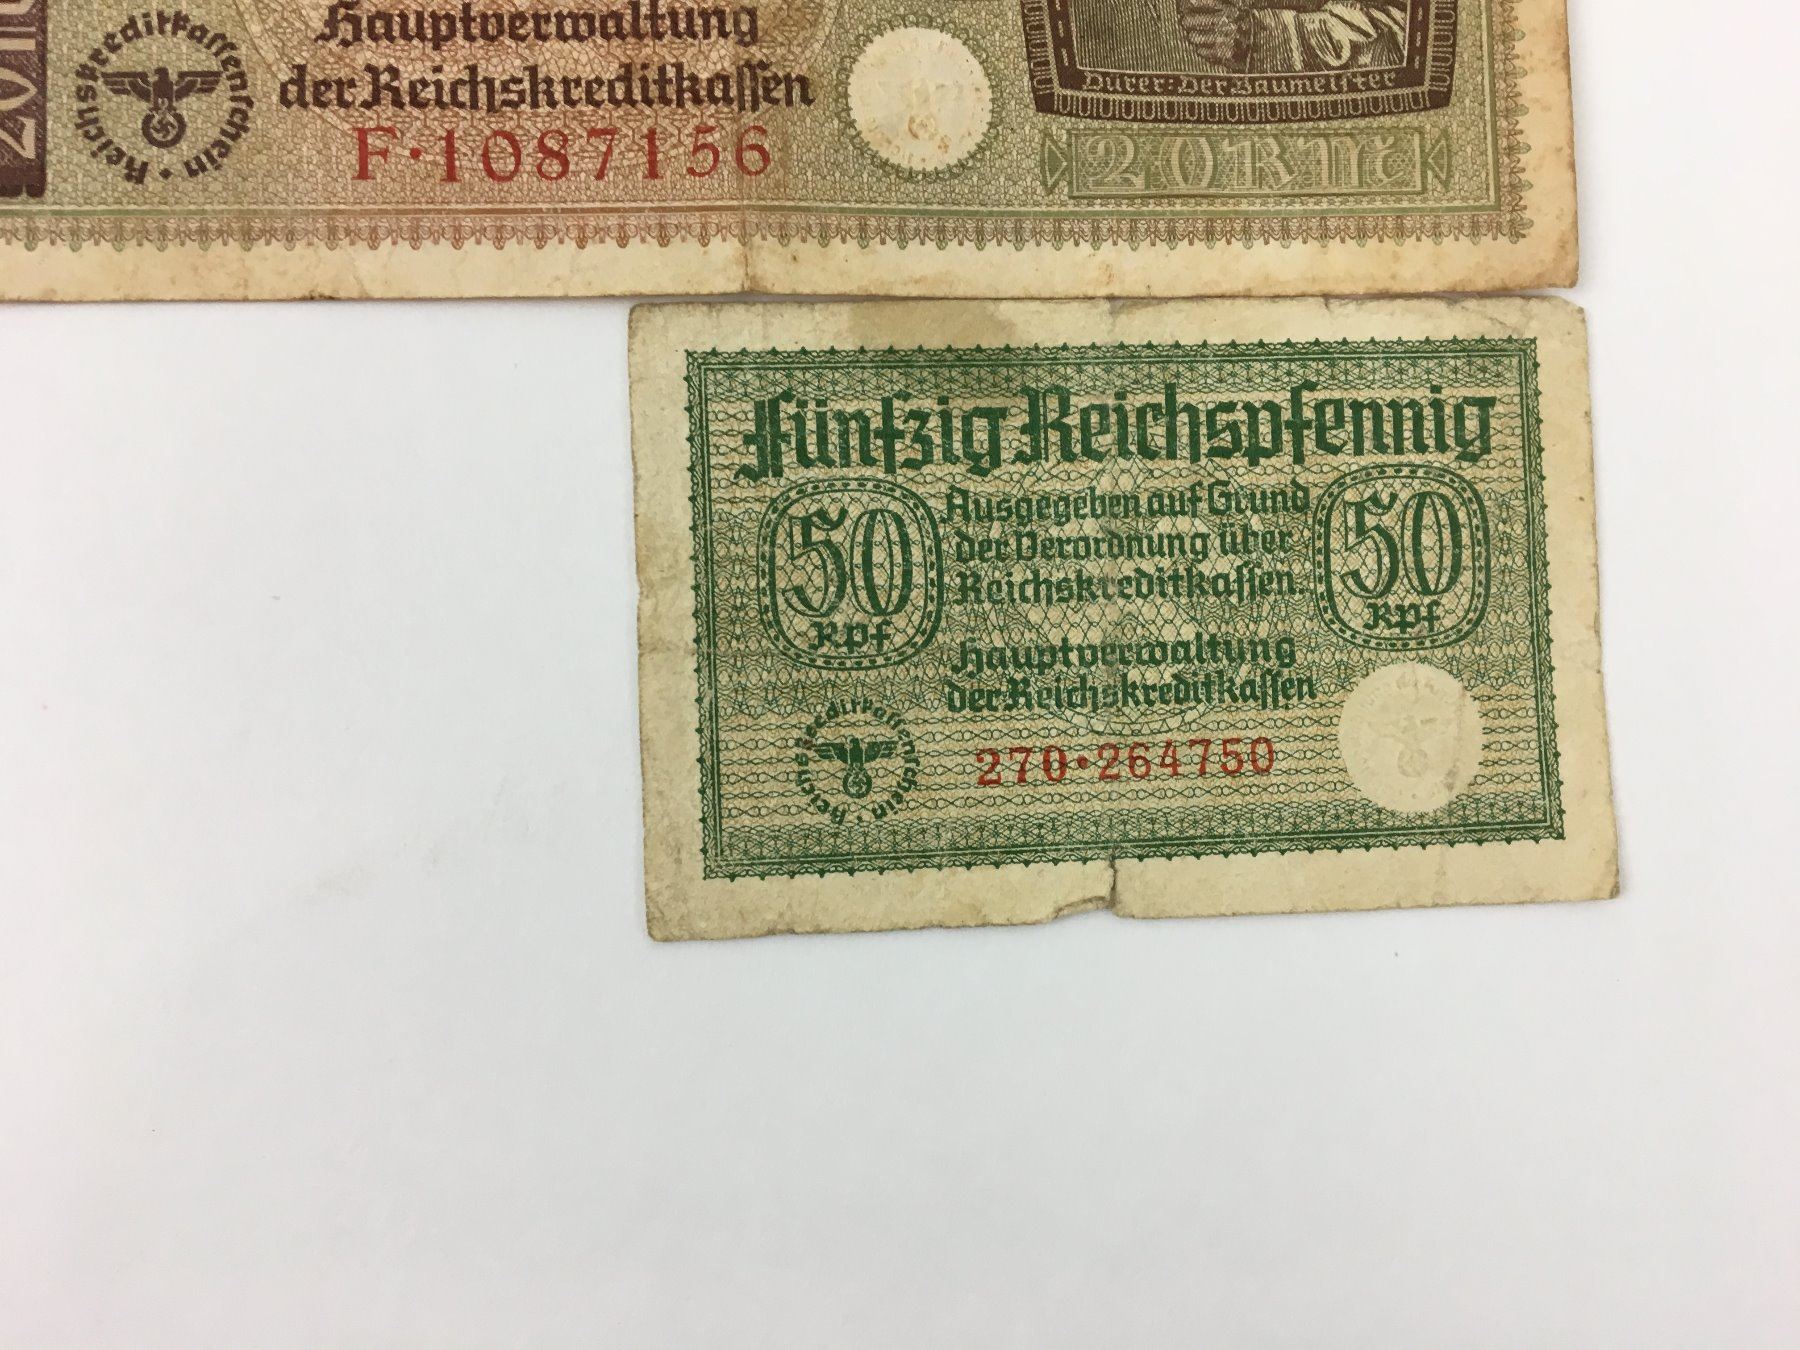 Hauptverwaltung
der Reichskreditkassen
Reichskreditkassenschein
F·1087156
Dürer: Der Baumeister
20 RM
Fünfzig Reichspfennig
50
Rpf
Ausgegeben auf Grund
der Verordnung über
Reichskreditkassen.
50
Rpf
Hauptverwaltung
der Reichskreditkassen
Reichskreditkassenschein
270·264750